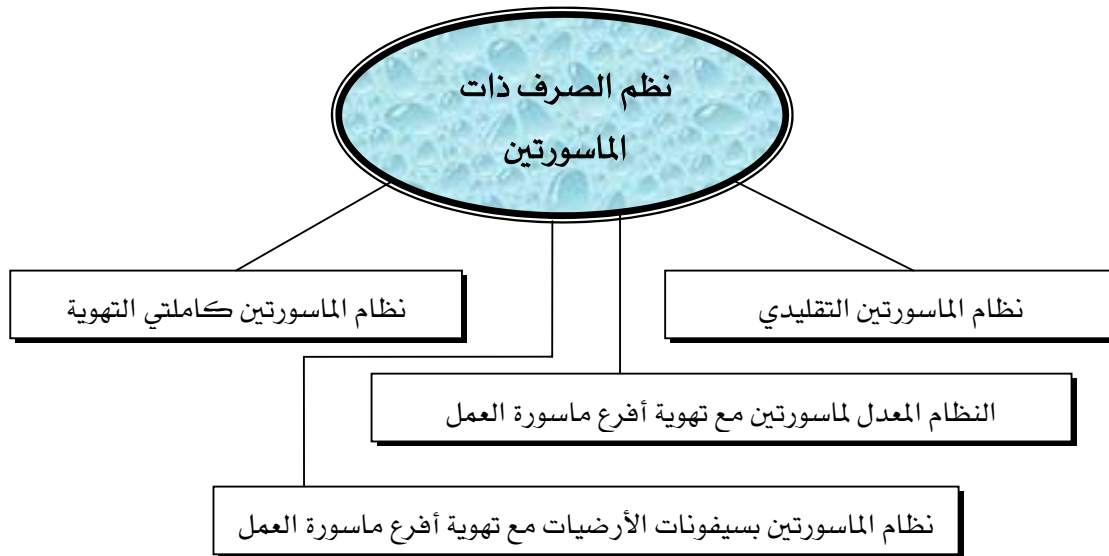 نظم الصرف ذات
الماسورتين
نظام الماسورتين التقليدي
نظام الماسورتين كاملتي التهوية
النظام المعدل لماسورتين مع تهوية أفرع ماسورة العمل
نظام الماسورتين بسيفونات الأرضيات مع تهوية أفرع ماسورة العمل